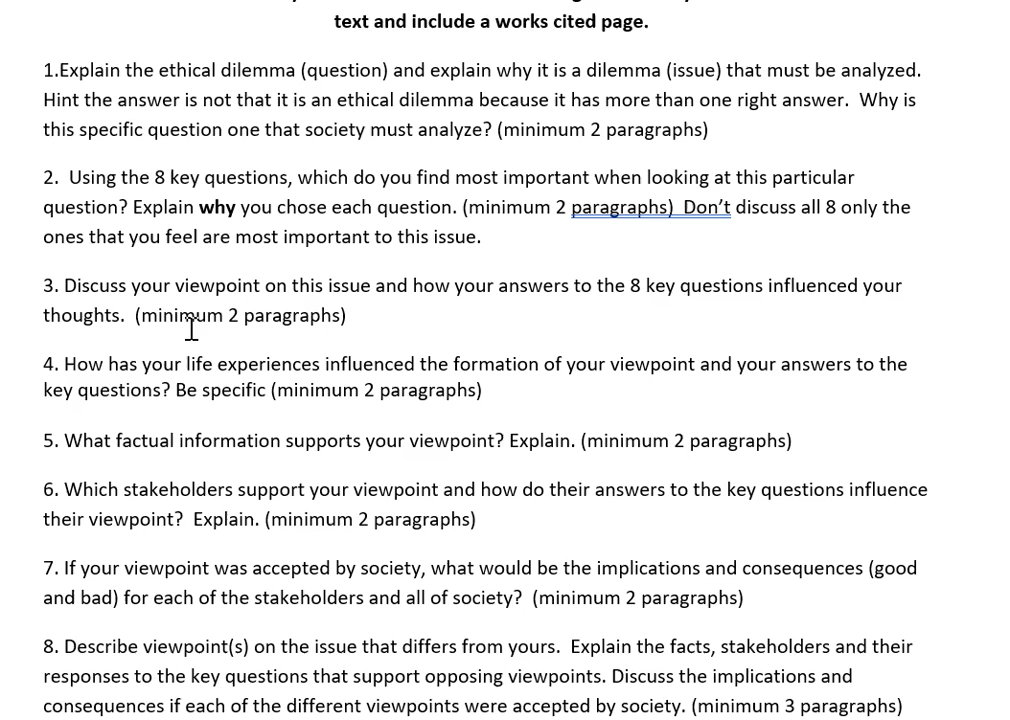 text and include a works cited page.
1.Explain the ethical dilemma (question) and explain why it is a dilemma (issue) that must be analyzed.
Hint the answer is not that it is an ethical dilemma because it has more than one right answer.  Why is
this specific question one that society must analyze? (minimum 2 paragraphs)
2.  Using the 8 key questions, which do you find most important when looking at this particular
question? Explain why you chose each question. (minimum 2 paragraphs)  Don’t discuss all 8 only the
ones that you feel are most important to this issue.
3. Discuss your viewpoint on this issue and how your answers to the 8 key questions influenced your
thoughts.  (minimum 2 paragraphs)
4. How has your life experiences influenced the formation of your viewpoint and your answers to the
key questions? Be specific (minimum 2 paragraphs)
5. What factual information supports your viewpoint? Explain. (minimum 2 paragraphs)
6. Which stakeholders support your viewpoint and how do their answers to the key questions influence
their viewpoint?  Explain. (minimum 2 paragraphs)
7. If your viewpoint was accepted by society, what would be the implications and consequences (good
and bad) for each of the stakeholders and all of society?  (minimum 2 paragraphs)
8. Describe viewpoint(s) on the issue that differs from yours.  Explain the facts, stakeholders and their
responses to the key questions that support opposing viewpoints. Discuss the implications and
consequences if each of the different viewpoints were accepted by society. (minimum 3 paragraphs)